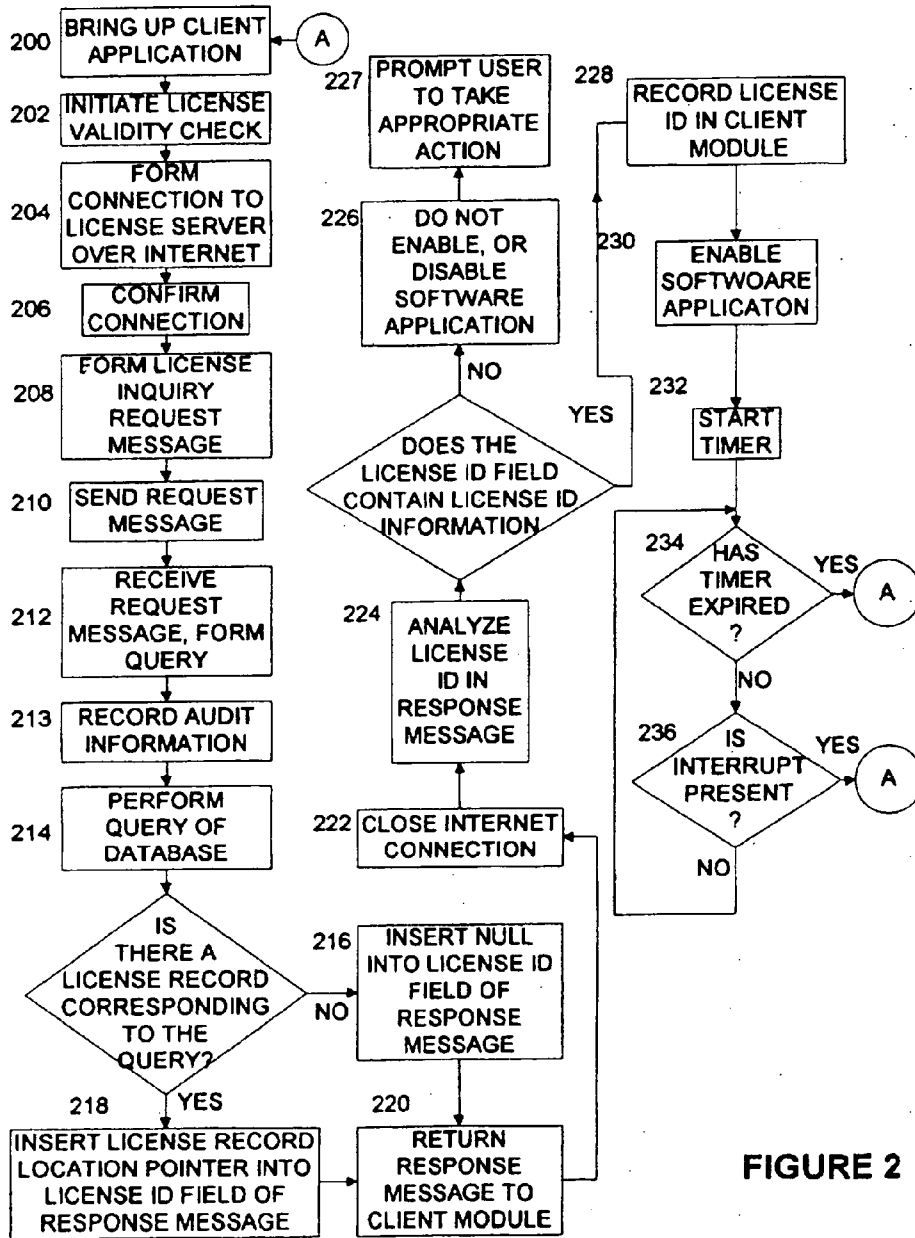 200
BRING UP CLIENT
APPLICATION
A
202
INITIATE LICENSE
VALIDITY CHECK
204
FORM
CONNECTION TO
LICENSE SERVER
OVER INTERNET
206
CONFIRM
CONNECTION
208
FORM LICENSE
INQUIRY
REQUEST
MESSAGE
210
SEND REQUEST
MESSAGE
212
RECEIVE
REQUEST
MESSAGE, FORM
QUERY
213
RECORD AUDIT
INFORMATION
214
PERFORM
QUERY OF
DATABASE
IS
THERE A
LICENSE RECORD
CORRESPONDING
TO THE
QUERY?
NO
YES
216
INSERT NULL
INTO LICENSE ID
FIELD OF
RESPONSE
MESSAGE
218
INSERT LICENSE RECORD
LOCATION POINTER INTO
LICENSE ID FIELD OF
RESPONSE MESSAGE
220
RETURN
RESPONSE
MESSAGE TO
CLIENT MODULE
222
CLOSE INTERNET
CONNECTION
224
ANALYZE
LICENSE
ID IN
RESPONSE
MESSAGE
DOES THE
LICENSE ID FIELD
CONTAIN LICENSE ID
INFORMATION
NO
YES
226
DO NOT
ENABLE, OR
DISABLE
SOFTWARE
APPLICATION
227
PROMPT USER
TO TAKE
APPROPRIATE
ACTION
228
RECORD LICENSE
ID IN CLIENT
MODULE
230
ENABLE
SOFTWOARE
APPLICATON
232
START
TIMER
234
HAS
TIMER
EXPIRED
?
YES
A
NO
236
IS
INTERRUPT
PRESENT
?
YES
A
NO
FIGURE 2